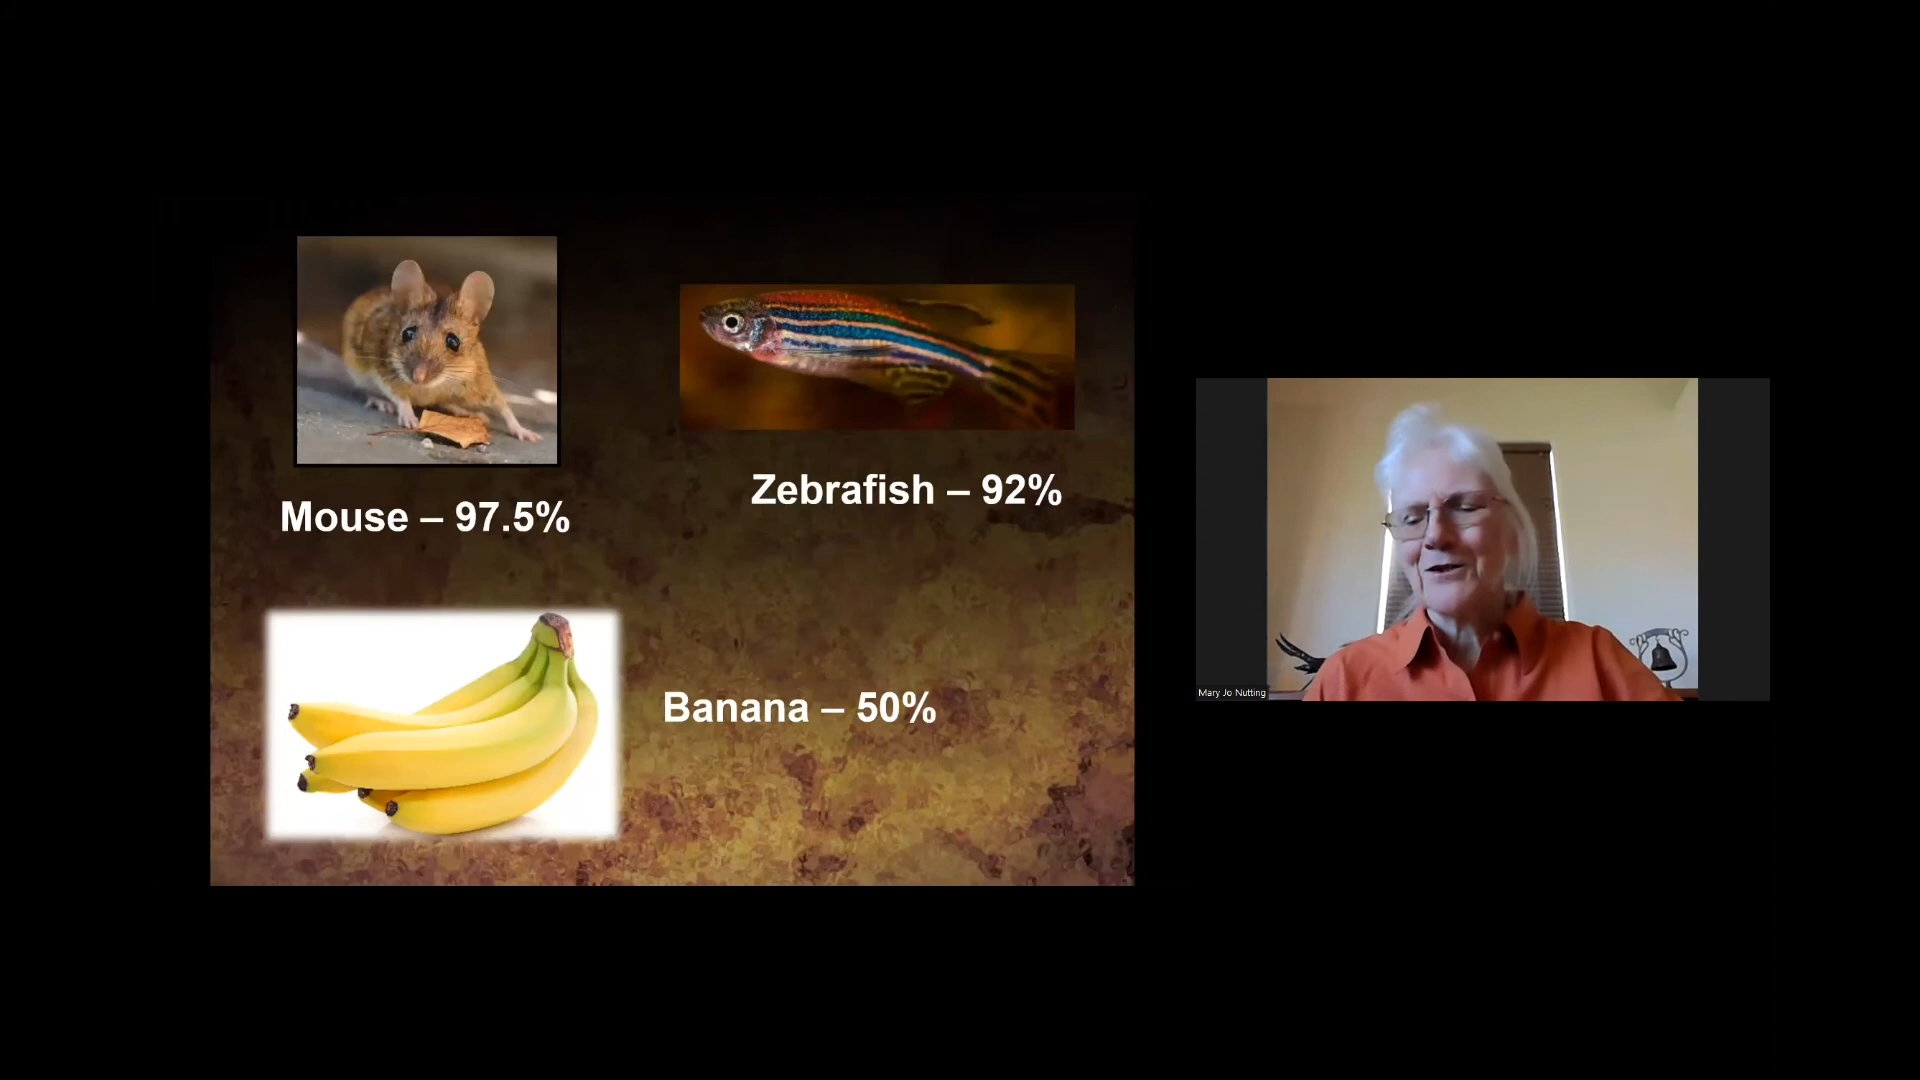 Mouse – 97.5%
Zebrafish – 92%
Banana – 50%
Mary Jo Nutting